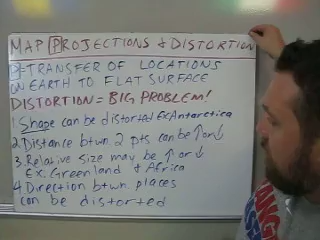 MAP PROJECTIONS & DISTORTION
P=TRANSFER OF LOCATIONS
ON EARTH TO FLAT SURFACE
DISTORTION = BIG PROBLEM!
1. Shape can be distorted Ex: Antarctica
2. Distance btwn 2 pts can be ↑ or ↓
3. Relative size may be ↑ or ↓
Ex: Greenland & Africa
4. Direction btwn. places
can be distorted